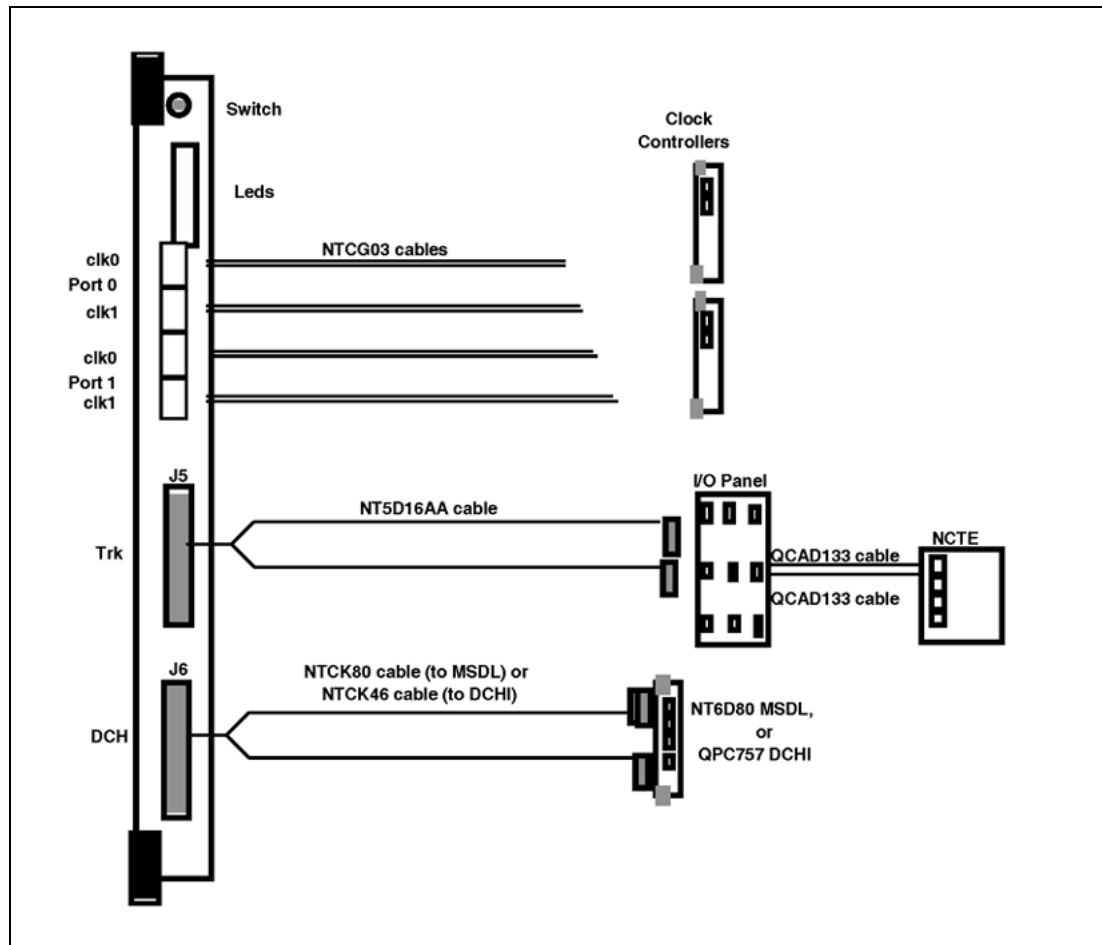 Switch
Clock
Controllers
Leds
NTCG03 cables
clk0
Port 0
clk1
clk0
Port 1
clk1
J5
I/O Panel
NT5D16AA cable
NCTE
Trk
QCAD133 cable
QCAD133 cable
J6
NTCK80 cable (to MSDL) or
NTCK46 cable (to DCHI)
NT6D80 MSDL,
or
QPC757 DCHI
DCH